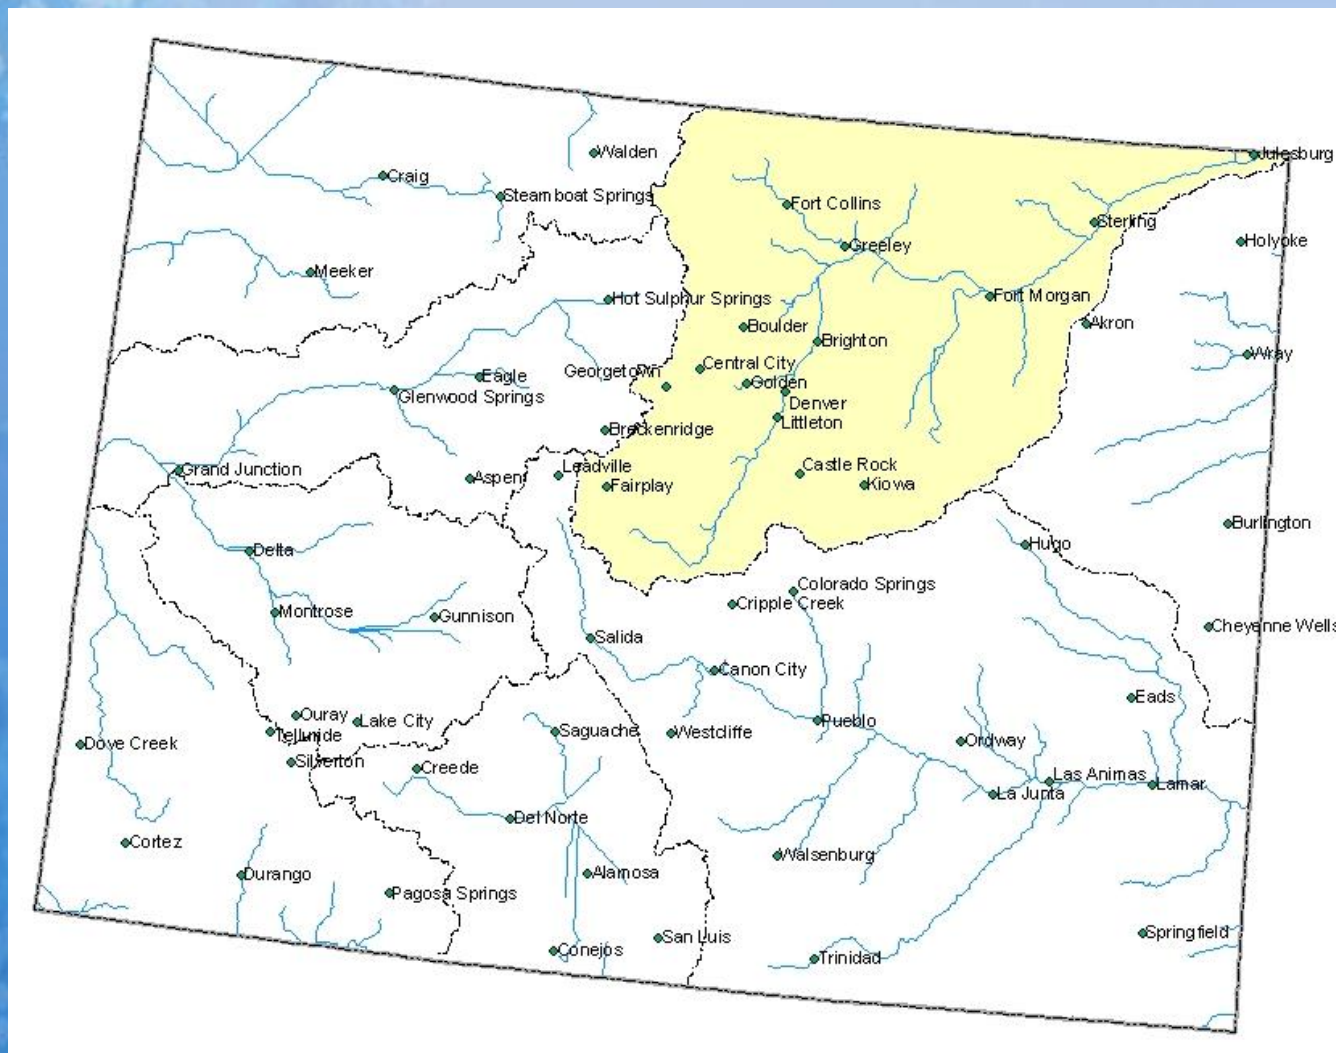 Julesburg
Walden
Craig
Steamboat Springs
Fort Collins
Sterling
Holyoke
Greeley
Meeker
Hot Sulphur Springs
Fort Morgan
Akron
Boulder
Brighton
Wray
Central City
Georgetown
Eagle
Golden
Glenwood Springs
Denver
Littleton
Breckenridge
Grand Junction
Leadville
Castle Rock
Aspen
Fairplay
Kiowa
Burlington
Delta
Hugo
Colorado Springs
Cripple Creek
Montrose
Gunnison
Cheyenne Wells
Salida
Canon City
Eads
Ouray
Lake City
Pueblo
Telluride
Saguache
Westcliffe
Dove Creek
Ordway
Silverton
Creede
Las Animas
Lamar
La Junta
Del Norte
Cortez
Walsenburg
Durango
Alamosa
Pagosa Springs
San Luis
Springfield
Conejos
Trinidad